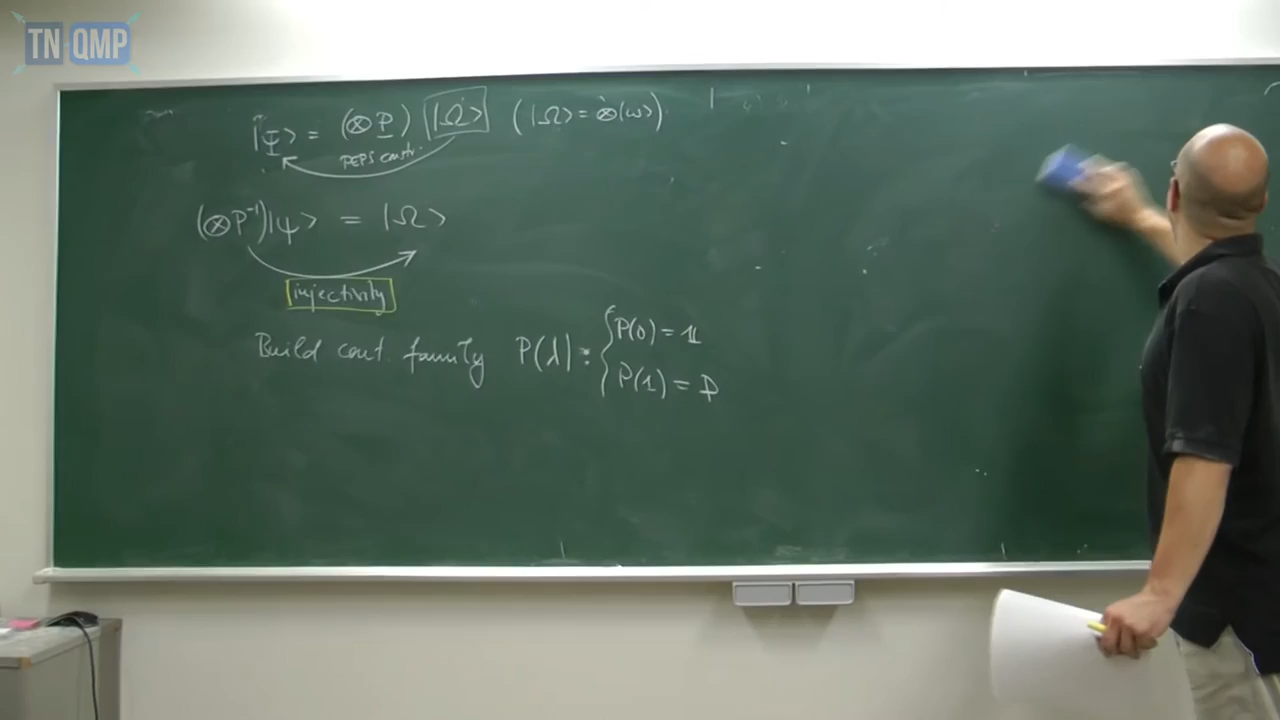 TN QMP
|Ψ> = (⊗P) |Ω> (|Ω> = ⊗|ω>)
PEPS constr.
(⊗P⁻¹)|ψ> = |Ω>
injectivity
Build cont. family P(λ) : { P(0) = 𝟙
P(1) = P